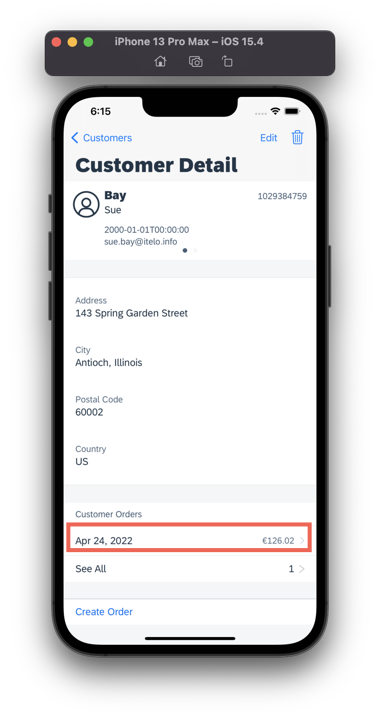 iPhone 13 Pro Max – iOS 15.4
6:15
Customers
Edit
Customer Detail
Bay
1029384759
Sue
2000-01-01T00:00:00
sue.bay@itelo.info
Address
143 Spring Garden Street
City
Antioch, Illinois
Postal Code
60002
Country
US
Customer Orders
Apr 24, 2022
€126.02
See All
1
Create Order